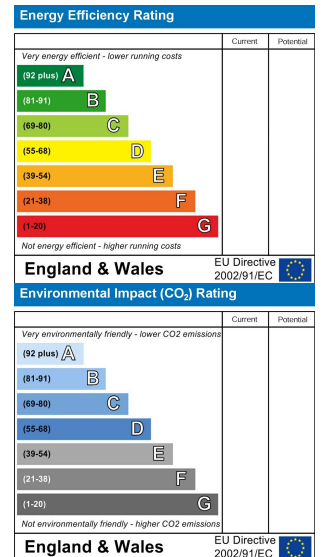 Energy Efficiency Rating
Current Potential
Very energy efficient - lower running costs
(92 plus) A
(81-91) B
(69-80) C
(55-68) D
(39-54) E
(21-38) F
(1-20) G
Not energy efficient - higher running costs
England & Wales
EU Directive
2002/91/EC
Environmental Impact (CO₂) Rating
Current Potential
Very environmentally friendly - lower CO2 emissions
(92 plus) A
(81-91) B
(69-80) C
(55-68) D
(39-54) E
(21-38) F
(1-20) G
Not environmentally friendly - higher CO2 emissions
England & Wales
EU Directive
2002/91/EC